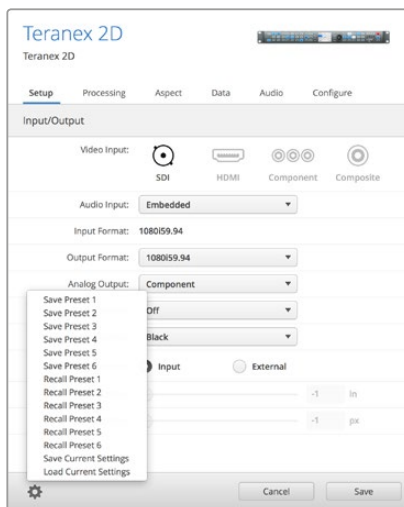 Teranex 2D
Teranex 2D
Setup Processing Aspect Data Audio Configure
Input/Output
Video Input:
SDI HDMI Component Composite
Audio Input: Embedded
Input Format: 1080i59.94
Output Format: 1080i59.94
Analog Output: Component
Save Preset 1
Save Preset 2
Save Preset 3
Save Preset 4
Save Preset 5
Save Preset 6
Recall Preset 1
Recall Preset 2
Recall Preset 3
Recall Preset 4
Recall Preset 5
Recall Preset 6
Save Current Settings
Load Current Settings
Off
Black
Input External
-1 ln
-1 px
Cancel Save